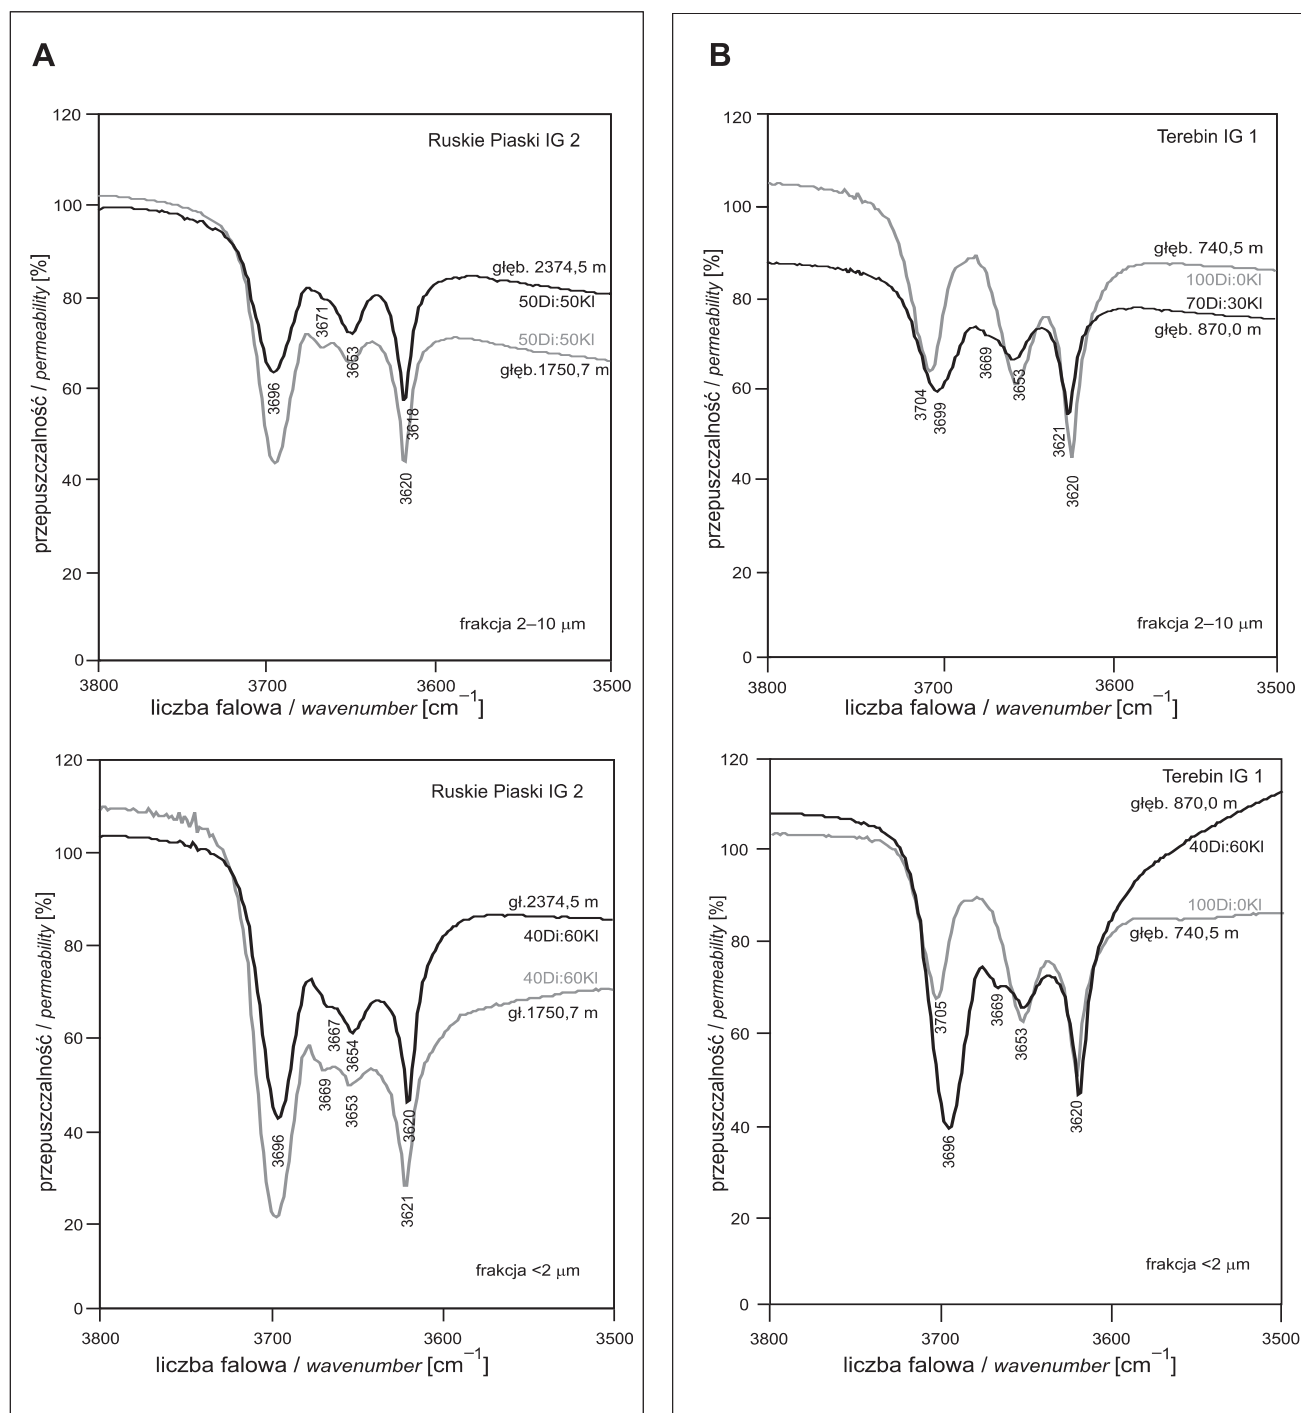 A
120
100
80
60
40
20
0
przepuszczalność / permeability [%]
Ruskie Piaski IG 2
głęb. 2374,5 m
50Di:50Kl
50Di:50Kl
głęb.1750,7 m
3696
3671
3653
3618
3620
frakcja 2–10 µm
3800
3700
3600
3500
liczba falowa / wavenumber [cm⁻¹]
120
100
80
60
40
20
0
przepuszczalność / permeability [%]
Ruskie Piaski IG 2
gł.2374,5 m
40Di:60Kl
40Di:60Kl
gł.1750,7 m
3696
3667
3654
3669
3653
3620
3621
frakcja <2 µm
3800
3700
3600
3500
liczba falowa / wavenumber [cm⁻¹]
B
120
100
80
60
40
20
0
przepuszczalność / permeability [%]
Terebin IG 1
głęb. 740,5 m
100Di:0Kl
70Di:30Kl
głęb. 870,0 m
3704
3699
3669
3653
3621
3620
frakcja 2–10 µm
3800
3700
3600
3500
liczba falowa / wavenumber [cm⁻¹]
120
100
80
60
40
20
0
przepuszczalność / permeability [%]
Terebin IG 1
głęb. 870,0 m
40Di:60Kl
100Di:0Kl
głęb. 740,5 m
3705
3696
3669
3653
3620
frakcja <2 µm
3800
3700
3600
3500
liczba falowa / wavenumber [cm⁻¹]